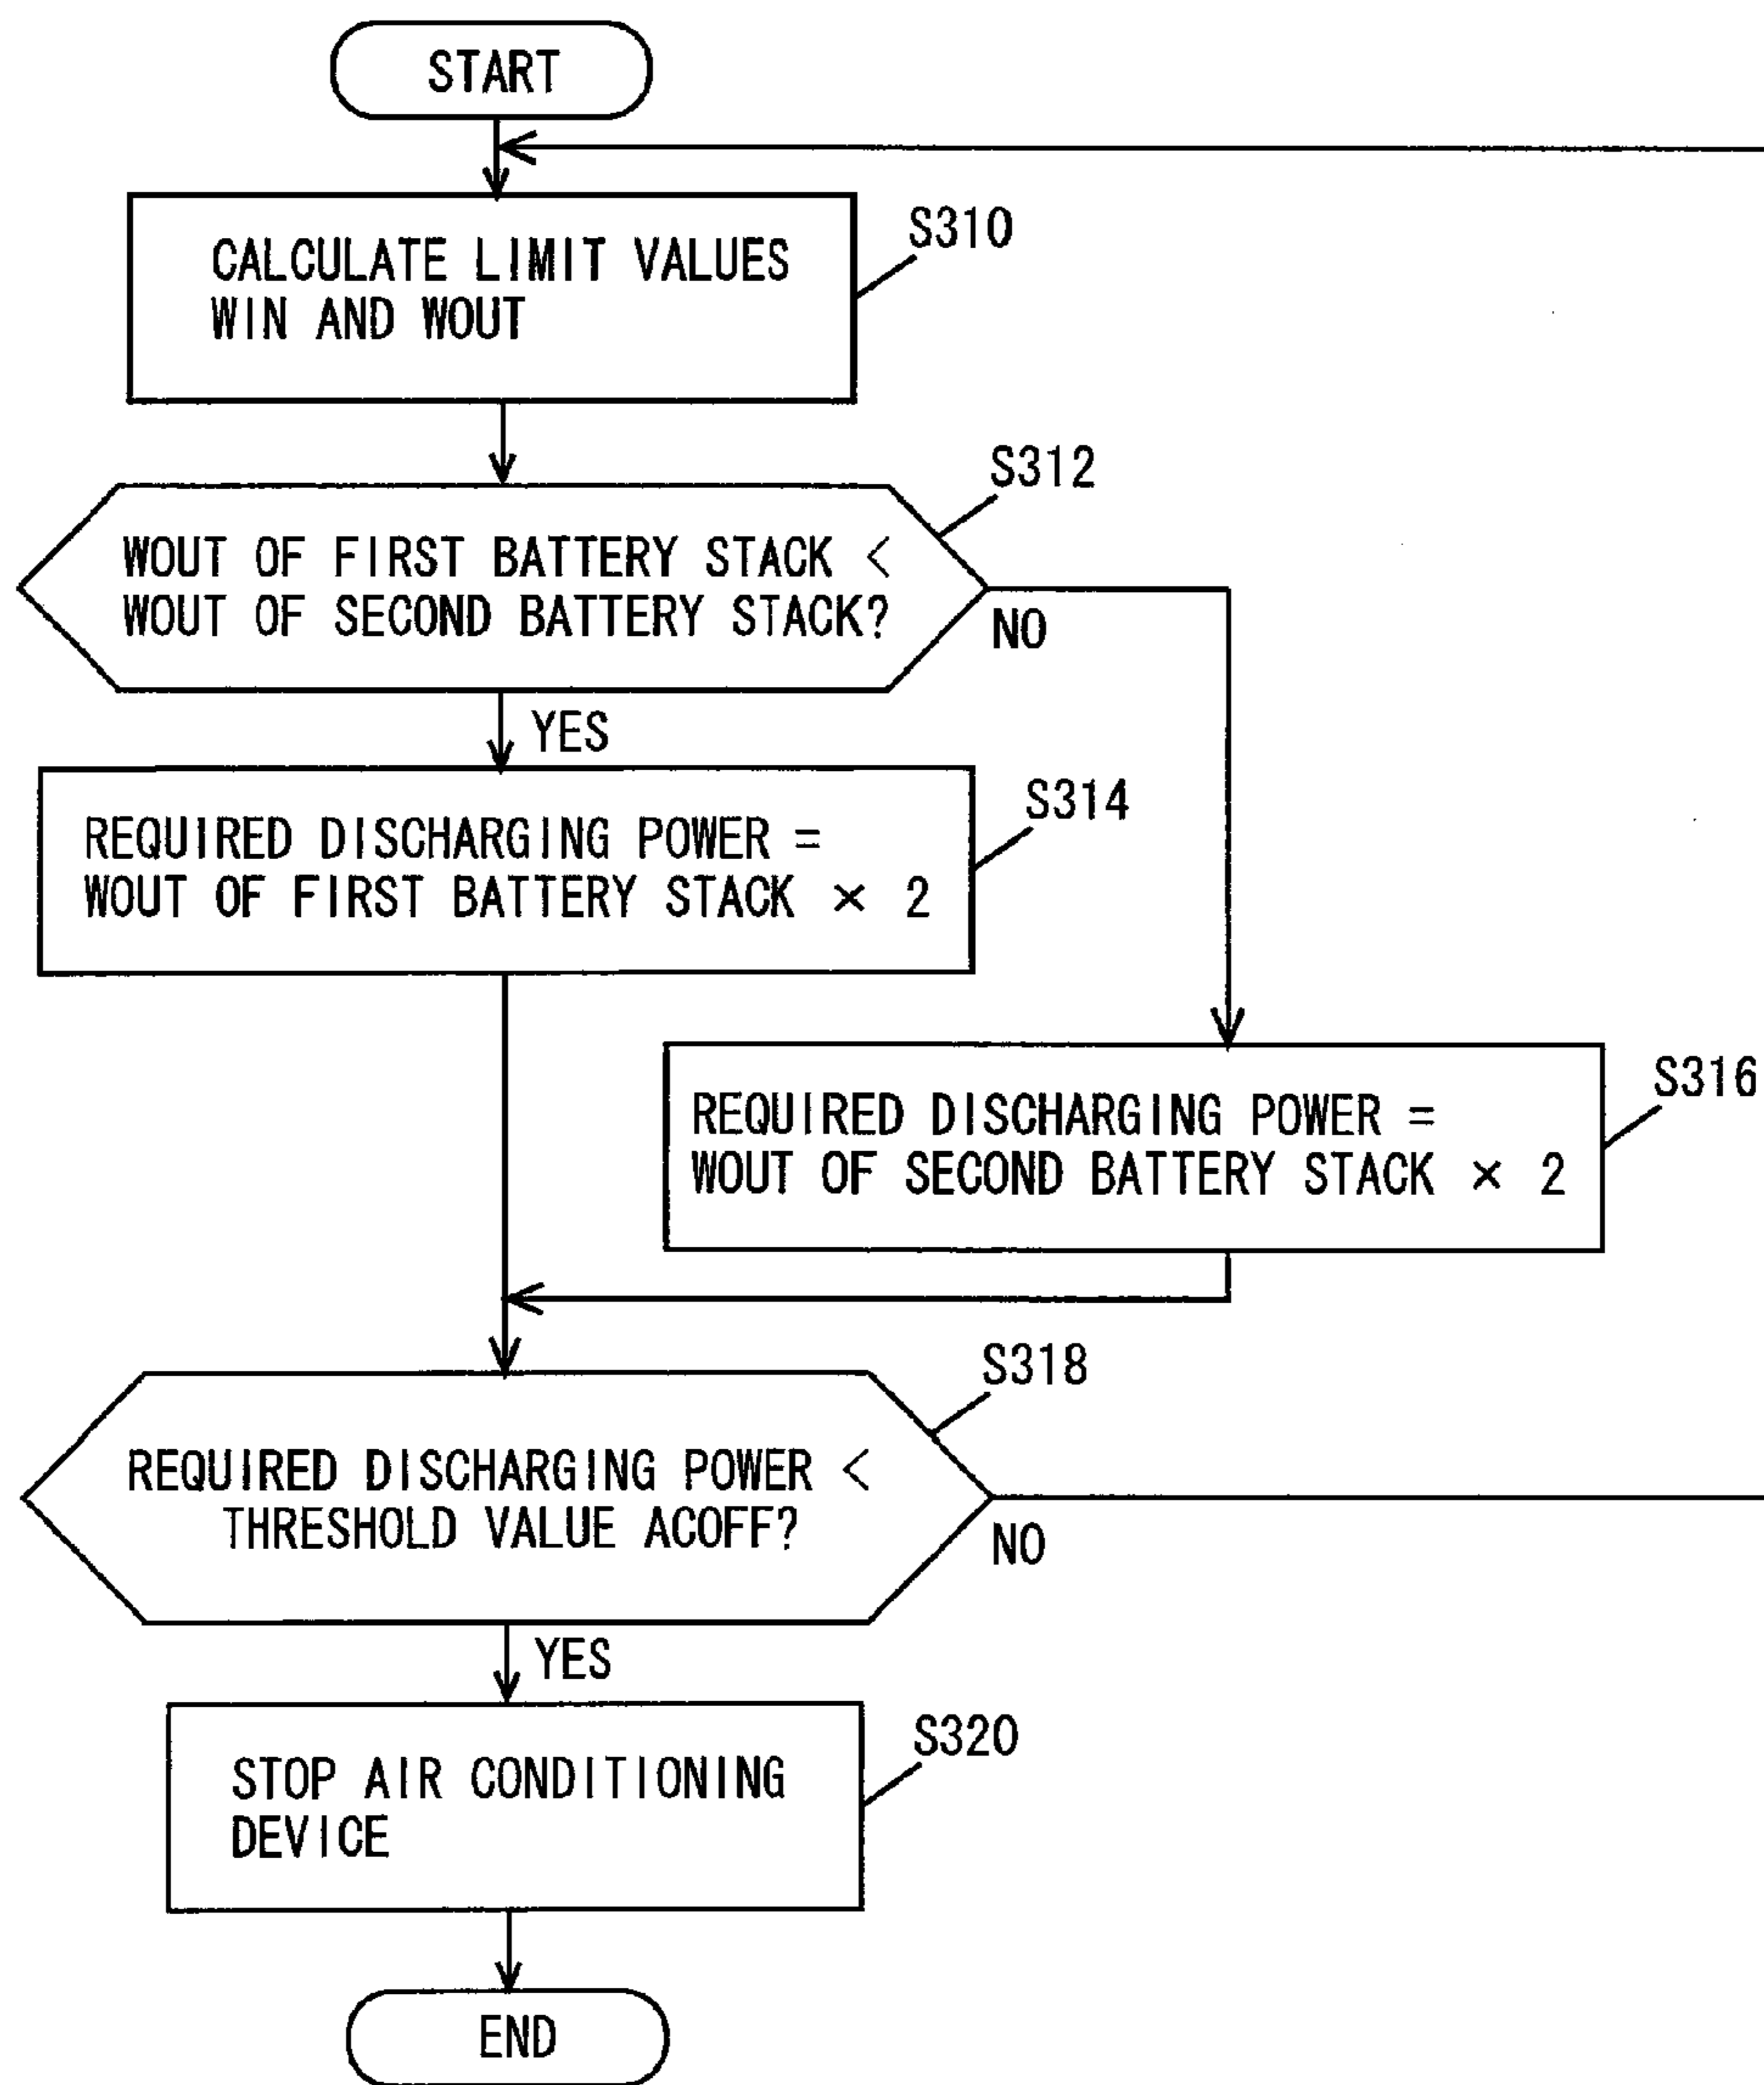 START
CALCULATE LIMIT VALUES
WIN AND WOUT
S310
WOUT OF FIRST BATTERY STACK <
WOUT OF SECOND BATTERY STACK?
S312
NO
YES
REQUIRED DISCHARGING POWER =
WOUT OF FIRST BATTERY STACK × 2
S314
REQUIRED DISCHARGING POWER =
WOUT OF SECOND BATTERY STACK × 2
S316
REQUIRED DISCHARGING POWER <
THRESHOLD VALUE ACOFF?
S318
NO
YES
STOP AIR CONDITIONING
DEVICE
S320
END